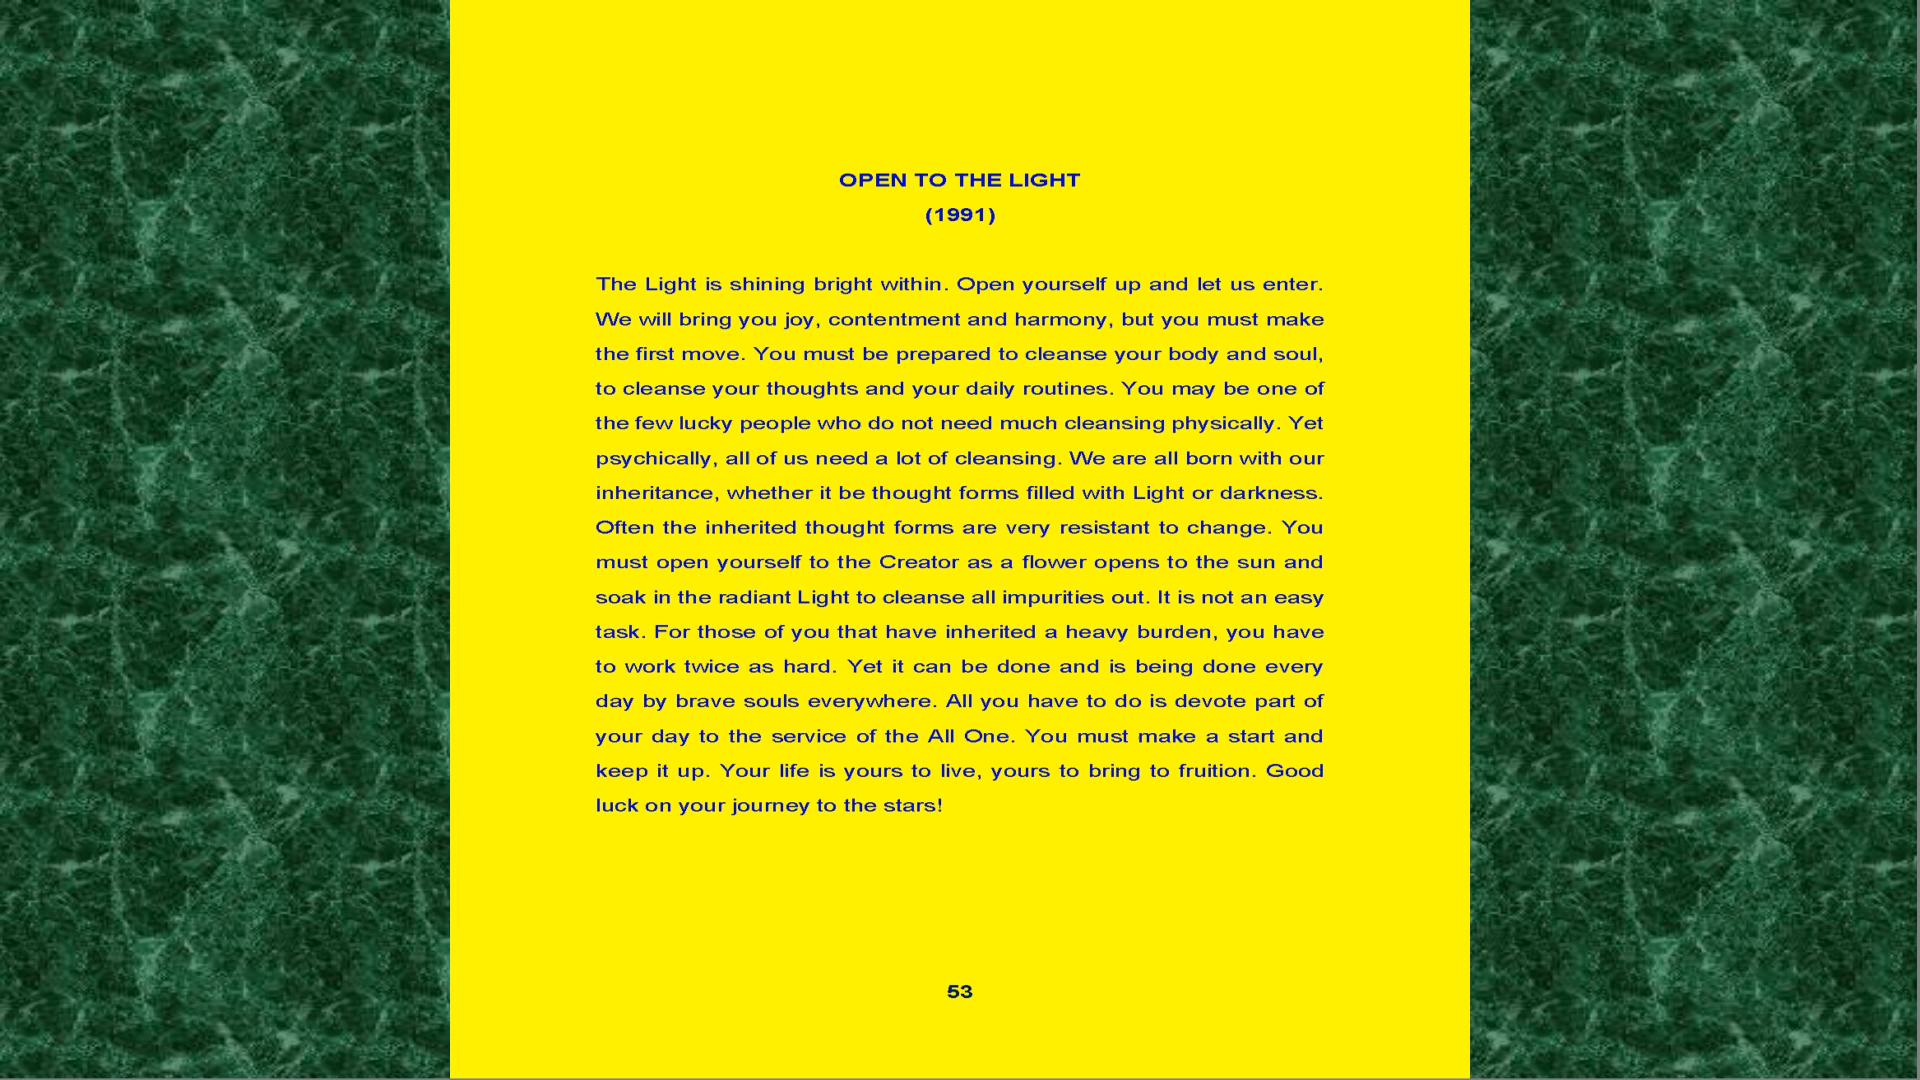 OPEN TO THE LIGHT
(1991)
The Light is shining bright within. Open yourself up and let us enter.
We will bring you joy, contentment and harmony, but you must make
the first move. You must be prepared to cleanse your body and soul,
to cleanse your thoughts and your daily routines. You may be one of
the few lucky people who do not need much cleansing physically. Yet
psychically, all of us need a lot of cleansing. We are all born with our
inheritance, whether it be thought forms filled with Light or darkness.
Often the inherited thought forms are very resistant to change. You
must open yourself to the Creator as a flower opens to the sun and
soak in the radiant Light to cleanse all impurities out. It is not an easy
task. For those of you that have inherited a heavy burden, you have
to work twice as hard. Yet it can be done and is being done every
day by brave souls everywhere. All you have to do is devote part of
your day to the service of the All One. You must make a start and
keep it up. Your life is yours to live, yours to bring to fruition. Good
luck on your journey to the stars!
53